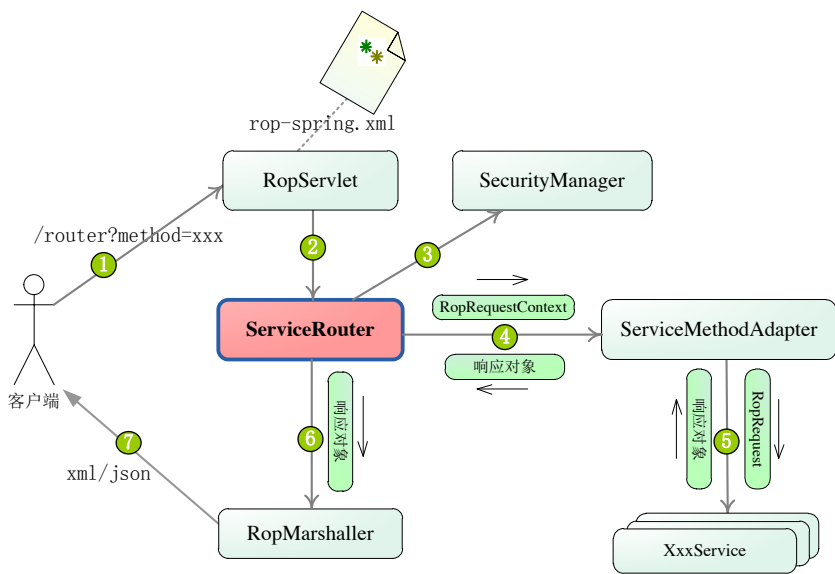 rop-spring.xml
RopServlet
SecurityManager
/router?method=xxx
1
2
3
ServiceRouter
RopRequestContext
4
响应对象
ServiceMethodAdapter
客户端
响应对象
6
响应对象
5
RopRequest
7
xml/json
RopMarshaller
XxxService